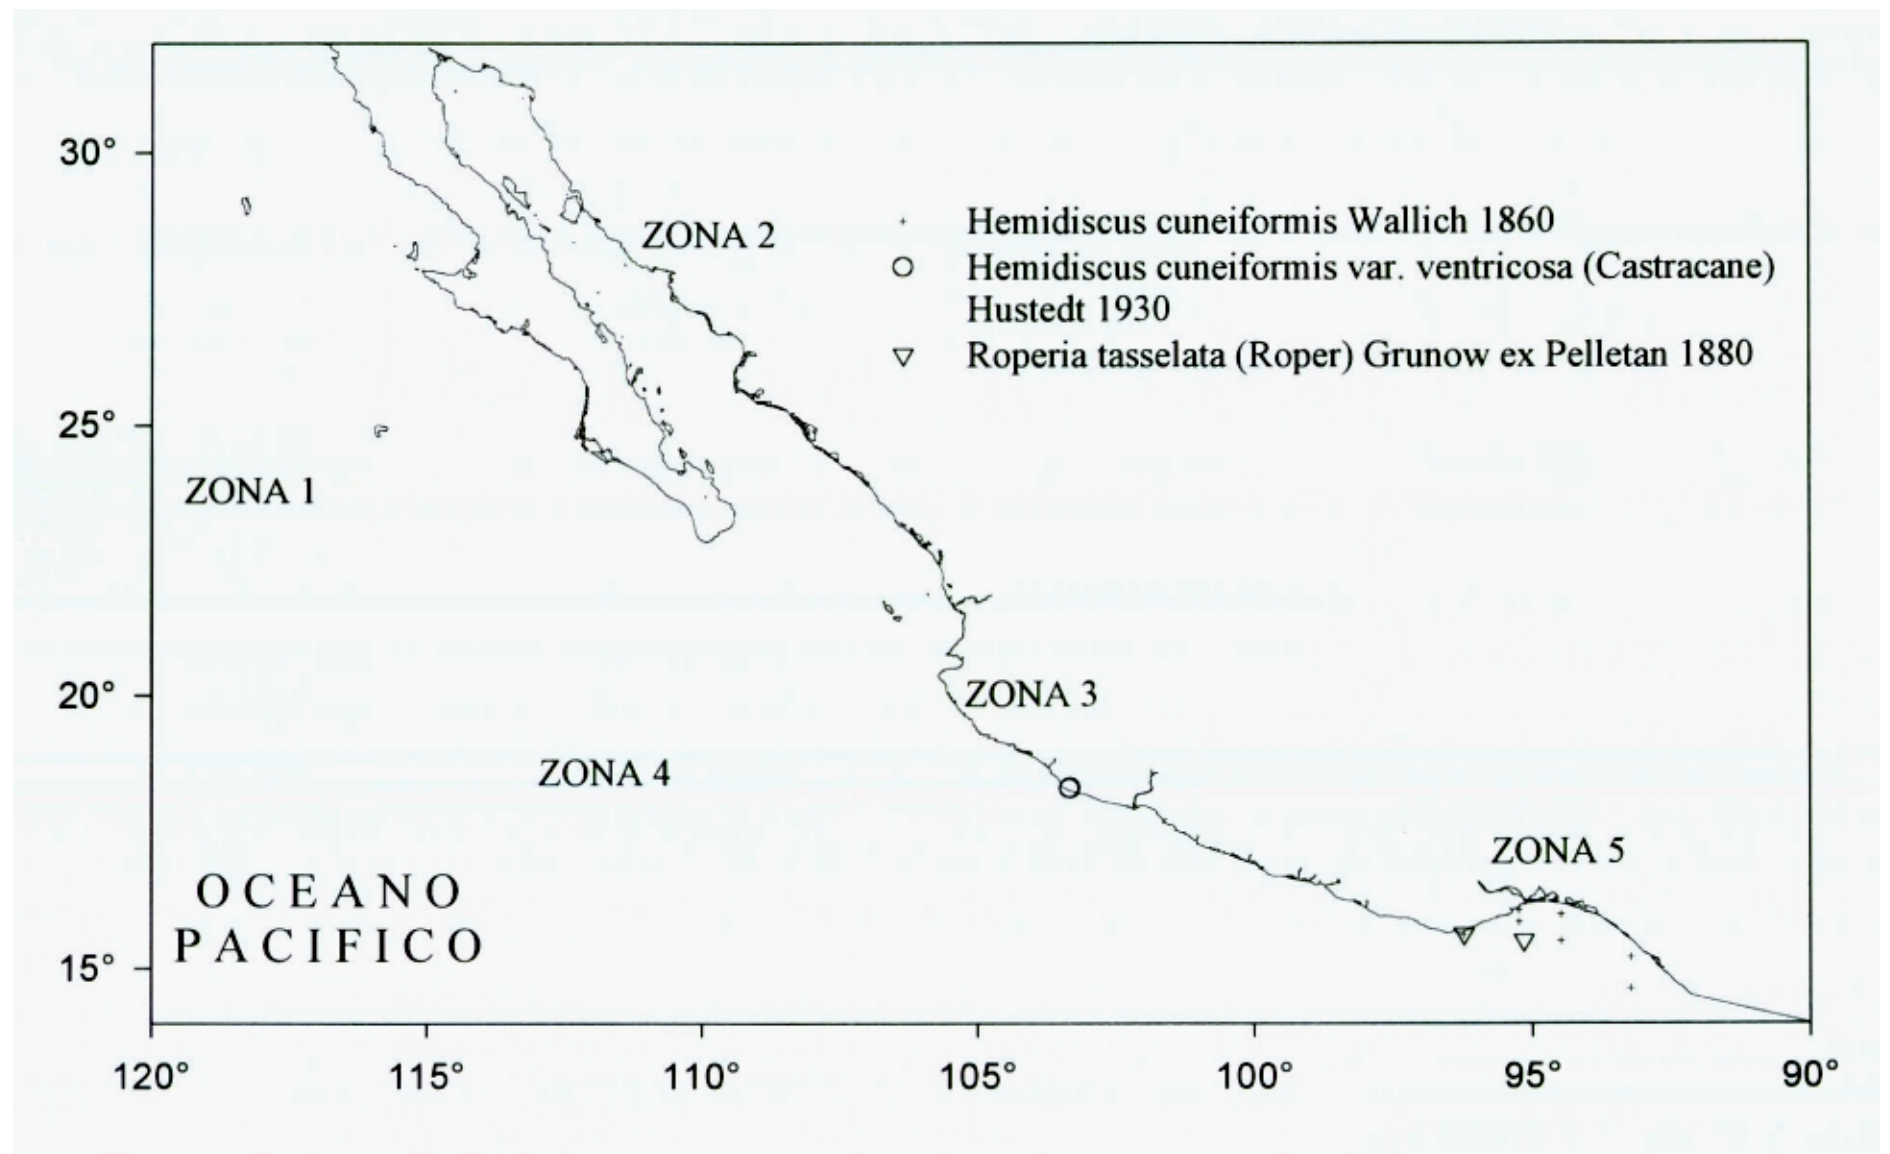 30°
ZONA 2
+ Hemidiscus cuneiformis Wallich 1860
○ Hemidiscus cuneiformis var. ventricosa (Castracane)
Hustedt 1930
▽ Roperia tasselata (Roper) Grunow ex Pelletan 1880
25°
ZONA 1
20°
ZONA 3
ZONA 4
ZONA 5
OCEANO
PACIFICO
15°
120° 115° 110° 105° 100° 95° 90°